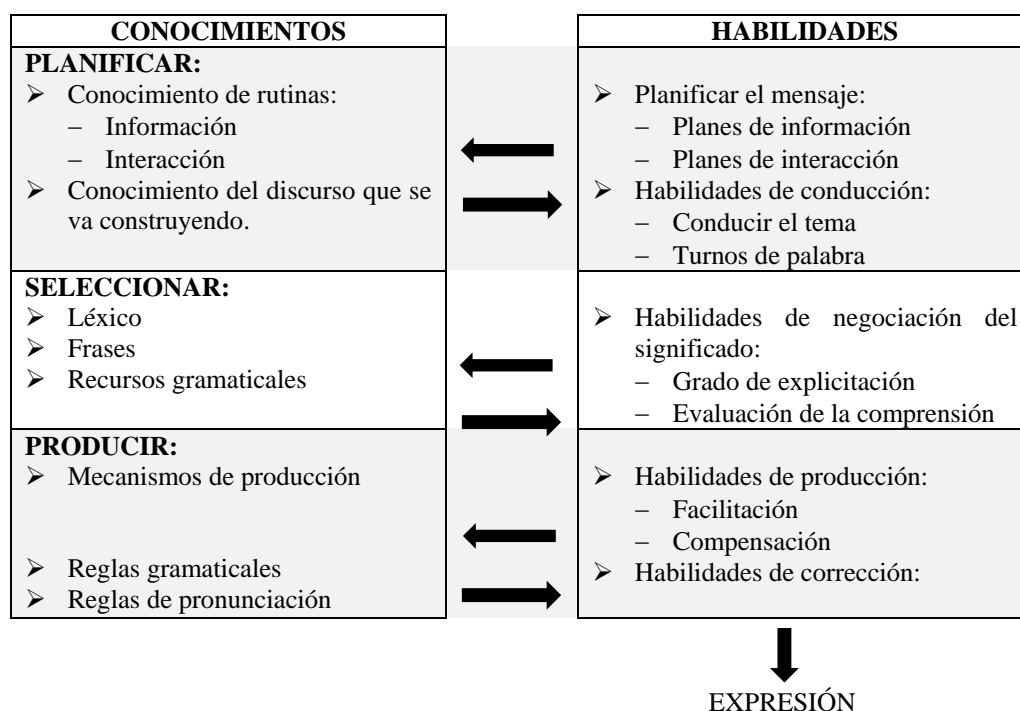 CONOCIMIENTOS
PLANIFICAR:
➢ Conocimiento de rutinas:
− Información
− Interacción
➢ Conocimiento del discurso que se
va construyendo.
SELECCIONAR:
➢ Léxico
➢ Frases
➢ Recursos gramaticales
PRODUCIR:
➢ Mecanismos de producción
➢ Reglas gramaticales
➢ Reglas de pronunciación
HABILIDADES
➢ Planificar el mensaje:
− Planes de información
− Planes de interacción
➢ Habilidades de conducción:
− Conducir el tema
− Turnos de palabra
➢ Habilidades de negociación del
significado:
− Grado de explicitación
− Evaluación de la comprensión
➢ Habilidades de producción:
− Facilitación
− Compensación
➢ Habilidades de corrección:
EXPRESIÓN